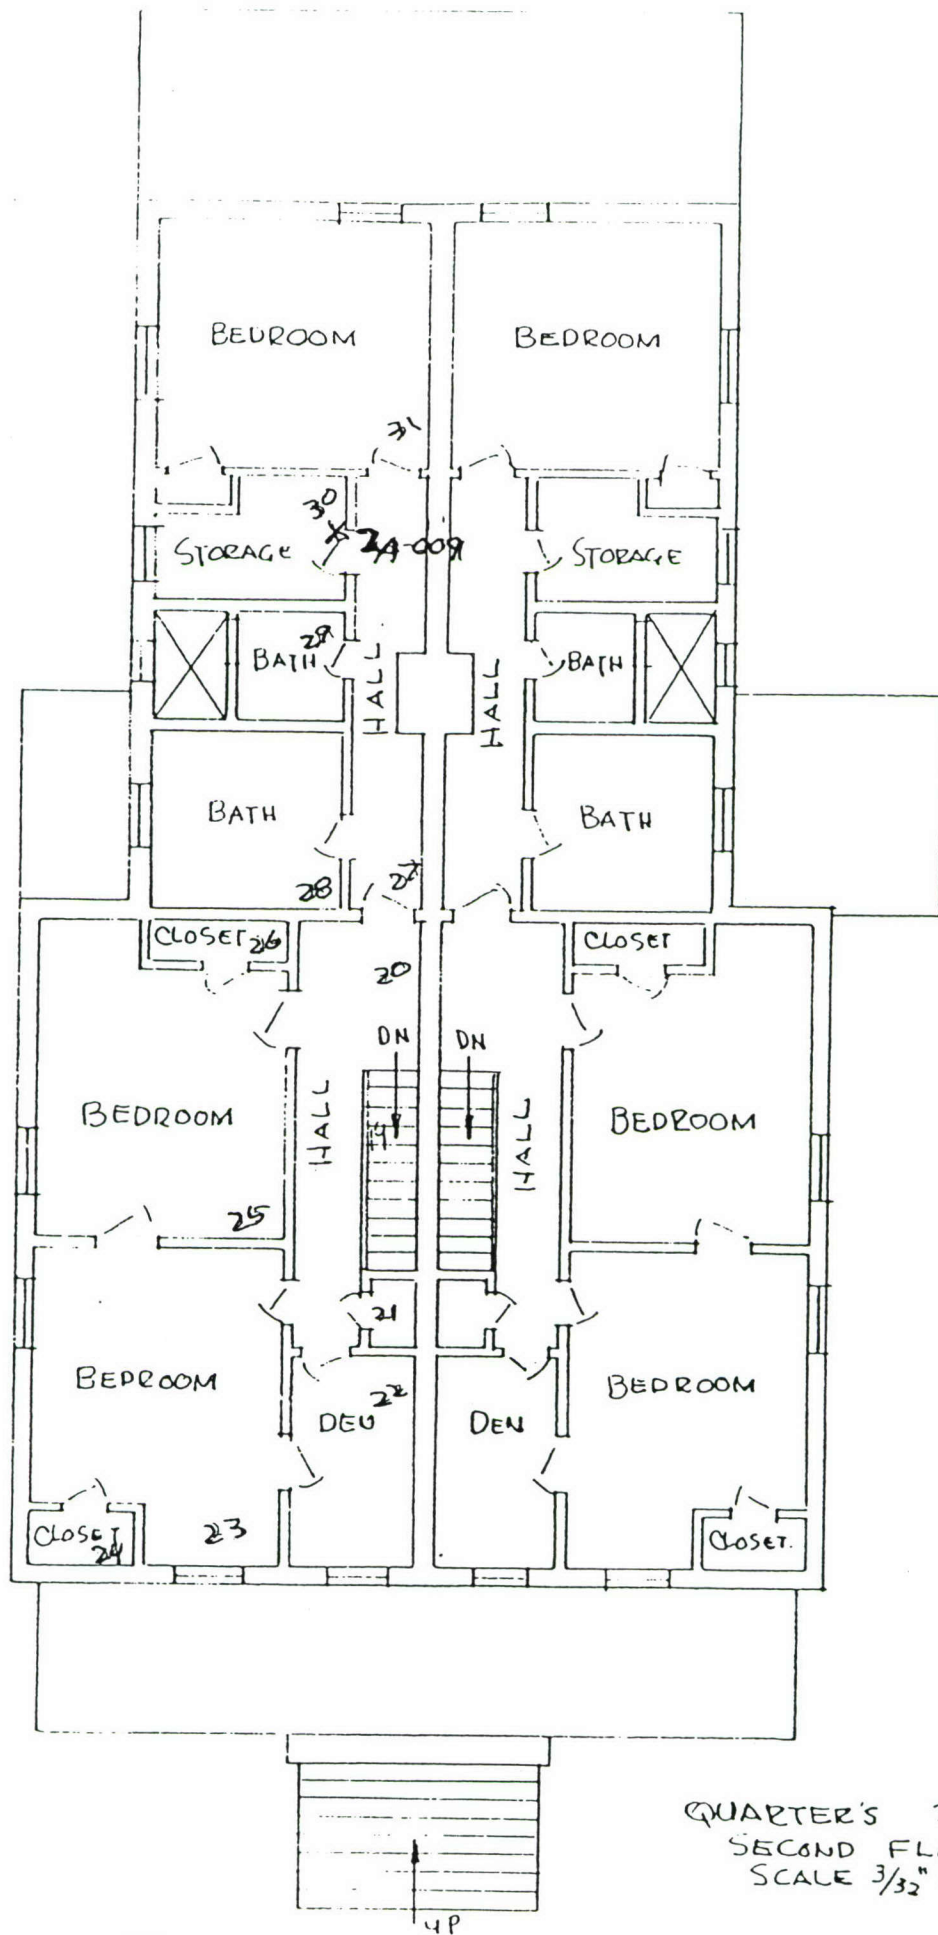 BEDROOM BEDROOM
31
30
2A-009
STORAGE STORAGE
29
BATH BATH
HALL HALL
BATH BATH
27
28
CLOSET 26 CLOSET
20
DN DN
BEDROOM BEDROOM
HALL HALL
19
25
21
BEDROOM BEDROOM
22
DEN DEN
23
CLOSET CLOSET.
24
QUARTER'S
SECOND FL
SCALE 3/32"
UP